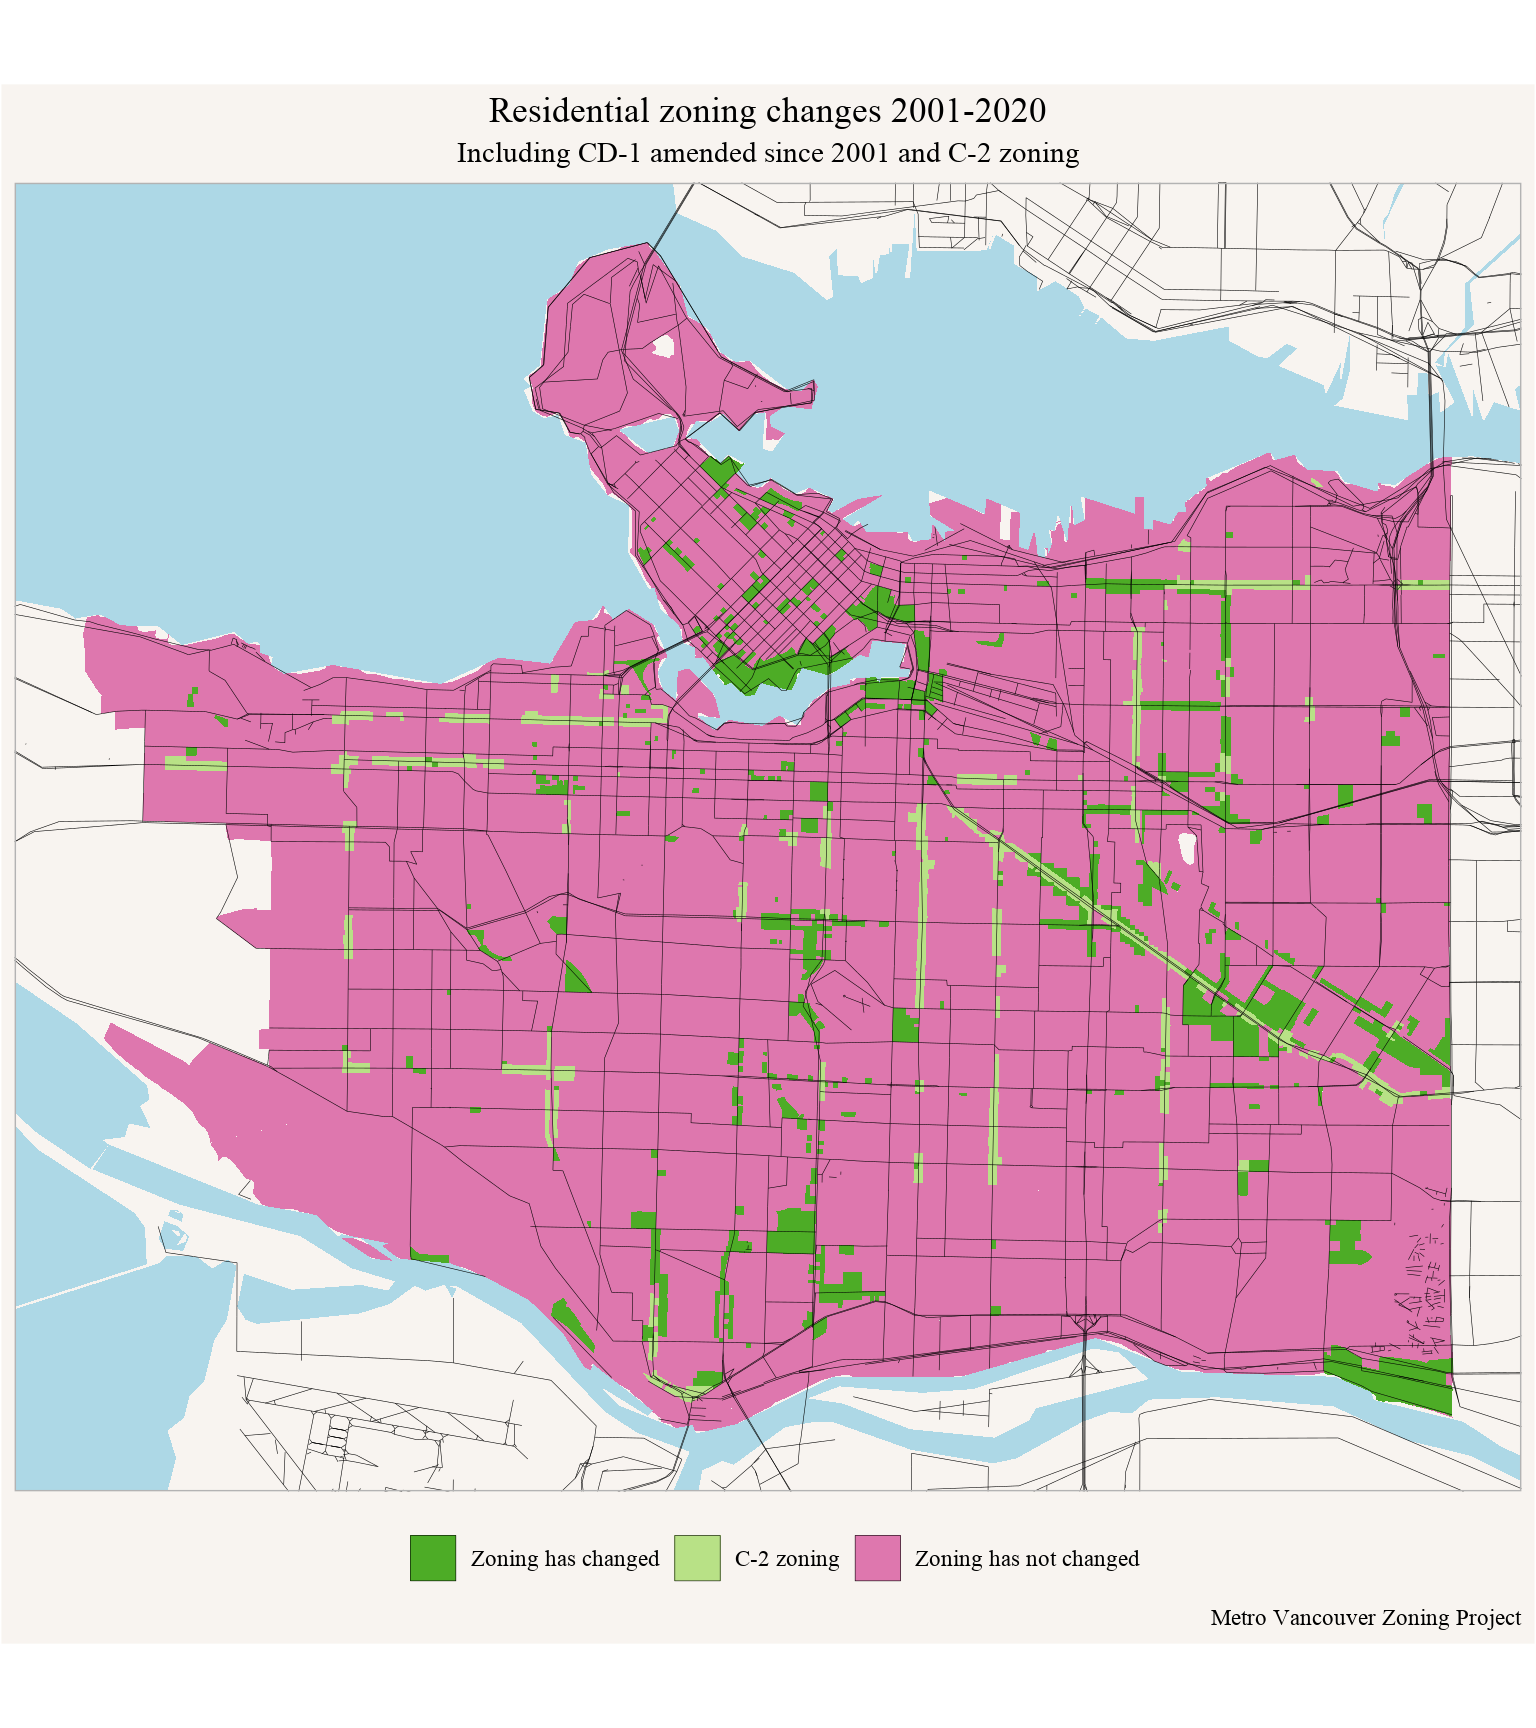 Residential zoning changes 2001-2020
Including CD-1 amended since 2001 and C-2 zoning
Zoning has changed
C-2 zoning
Zoning has not changed
Metro Vancouver Zoning Project